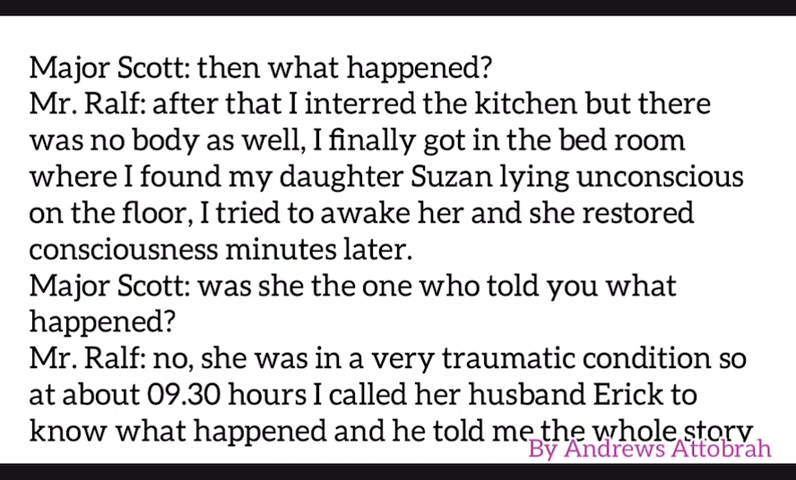 Major Scott: then what happened?
Mr. Ralf: after that I interred the kitchen but there
was no body as well, I finally got in the bed room
where I found my daughter Suzan lying unconscious
on the floor, I tried to awake her and she restored
consciousness minutes later.
Major Scott: was she the one who told you what
happened?
Mr. Ralf: no, she was in a very traumatic condition so
at about 09.30 hours I called her husband Erick to
know what happened and he told me the whole story
By Andrews Attobrah